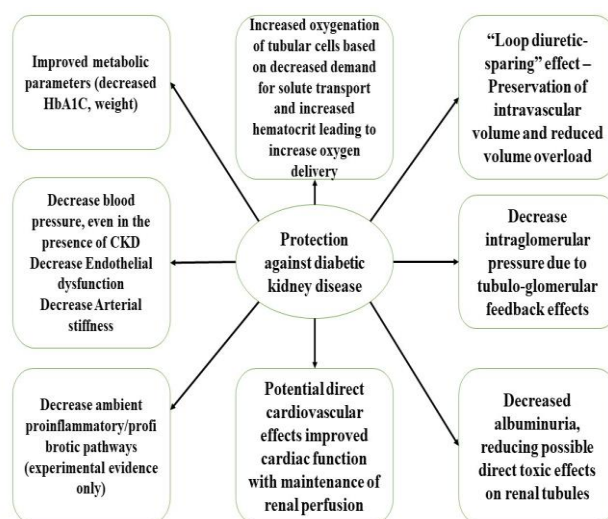 Improved metabolic
parameters (decreased
HbA1C, weight)
Increased oxygenation
of tubular cells based
on decreased demand
for solute transport
and increased
hematocrit leading to
increase oxygen
delivery
“Loop diuretic-
sparing” effect –
Preservation of
intravascular
volume and reduced
volume overload
Decrease blood
pressure, even in the
presence of CKD
Decrease Endothelial
dysfunction
Decrease Arterial
stiffness
Protection
against diabetic
kidney disease
Decrease
intraglomerular
pressure due to
tubulo-glomerular
feedback effects
Decrease ambient
proinflammatory/profi
brotic pathways
(experimental evidence
only)
Potential direct
cardiovascular
effects improved
cardiac function
with maintenance of
renal perfusion
Decreased
albuminuria,
reducing possible
direct toxic effects
on renal tubules